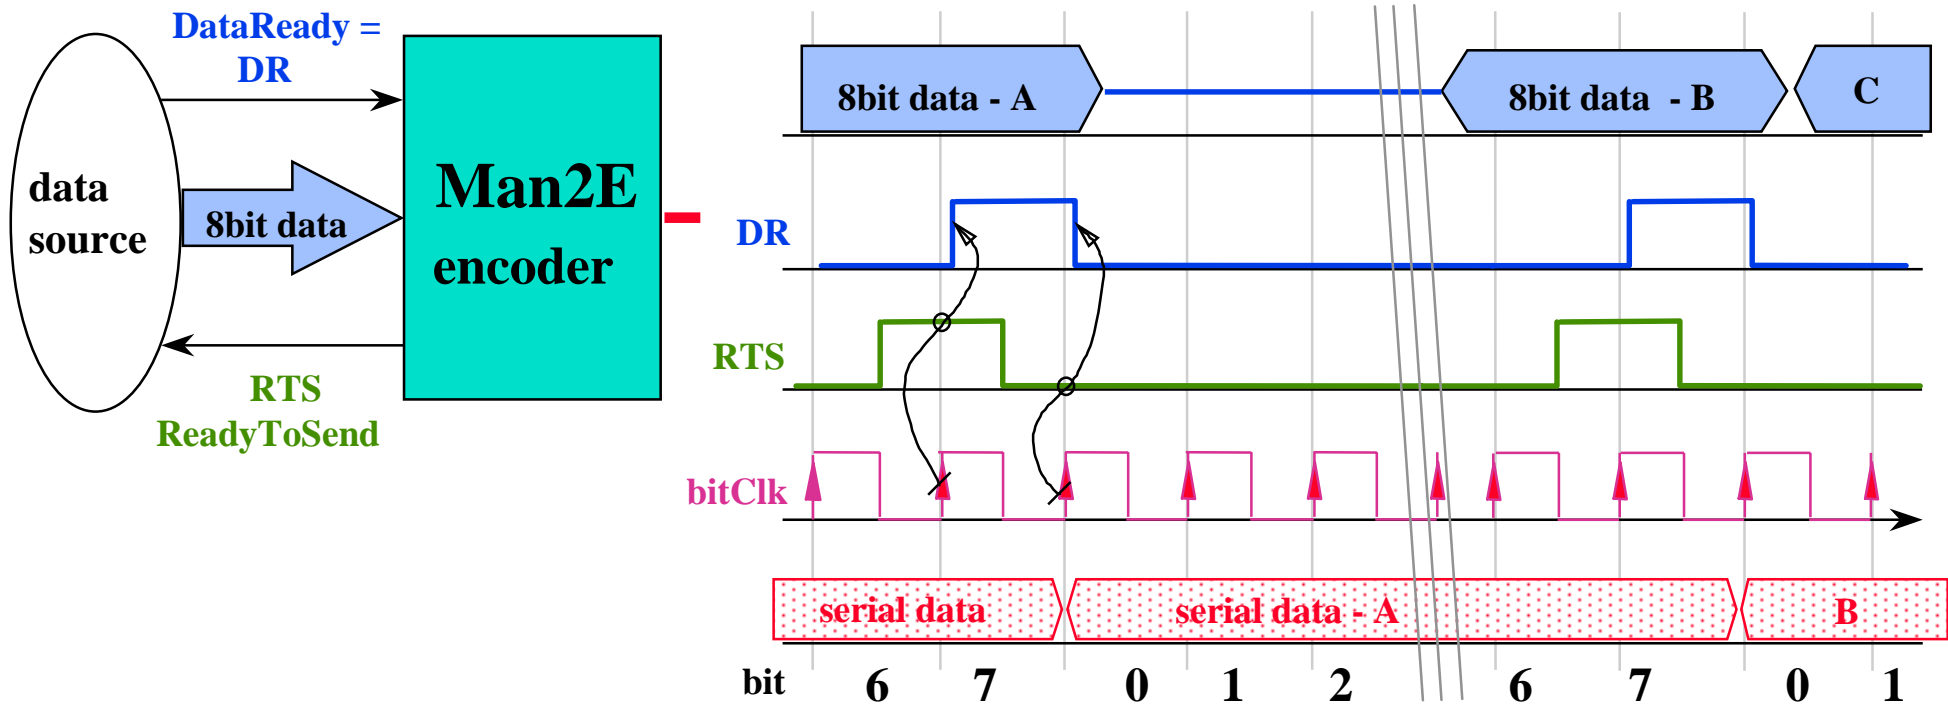 DataReady =
DR
data
source
8bit data
Man2E
encoder
RTS
ReadyToSend
8bit data - A
8bit data - B
C
DR
RTS
bitClk
serial data
serial data - A
B
bit 6 7 0 1 2 6 7 0 1